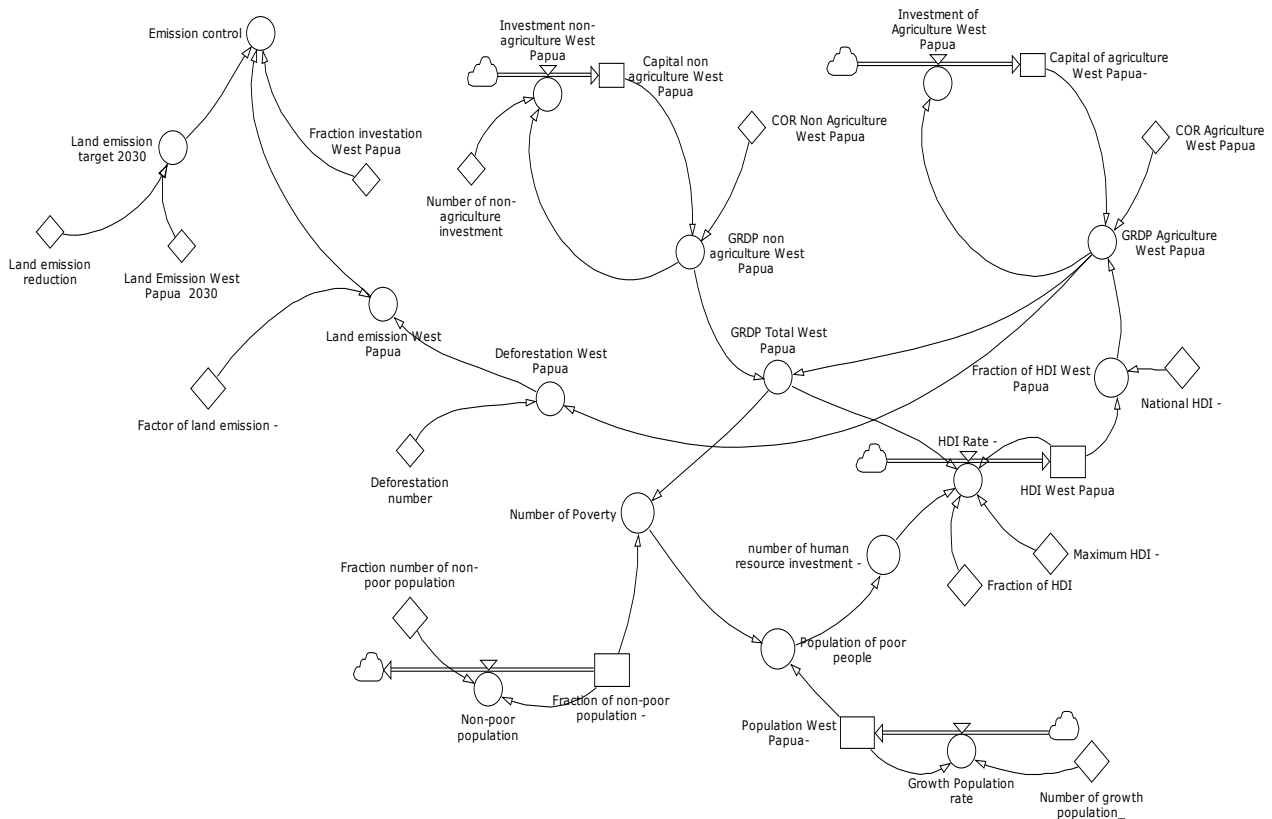 Emission control
Investment non-
agriculture West
Papua
Investment of
Agriculture West
Papua
Capital non
agriculture West
Papua
Capital of agriculture
West Papua-
Land emission
target 2030
Fraction investation
West Papua
COR Non Agriculture
West Papua
COR Agriculture
West Papua
Number of non-
agriculture
investment
Land emission
reduction
Land Emission West
Papua 2030
GRDP non
agriculture West
Papua
GRDP Agriculture
West Papua
Land emission West
Papua
GRDP Total West
Papua
Deforestation West
Papua
Fraction of HDI West
Papua
National HDI -
Factor of land emission -
HDI Rate -
Deforestation
number
HDI West Papua
Number of Poverty
number of human
resource investment -
Maximum HDI -
Fraction of HDI
Fraction number of non-
poor population
Population of poor
people
Fraction of non-poor
population -
Non-poor
population
Population West
Papua-
Growth Population
rate
Number of growth
population_